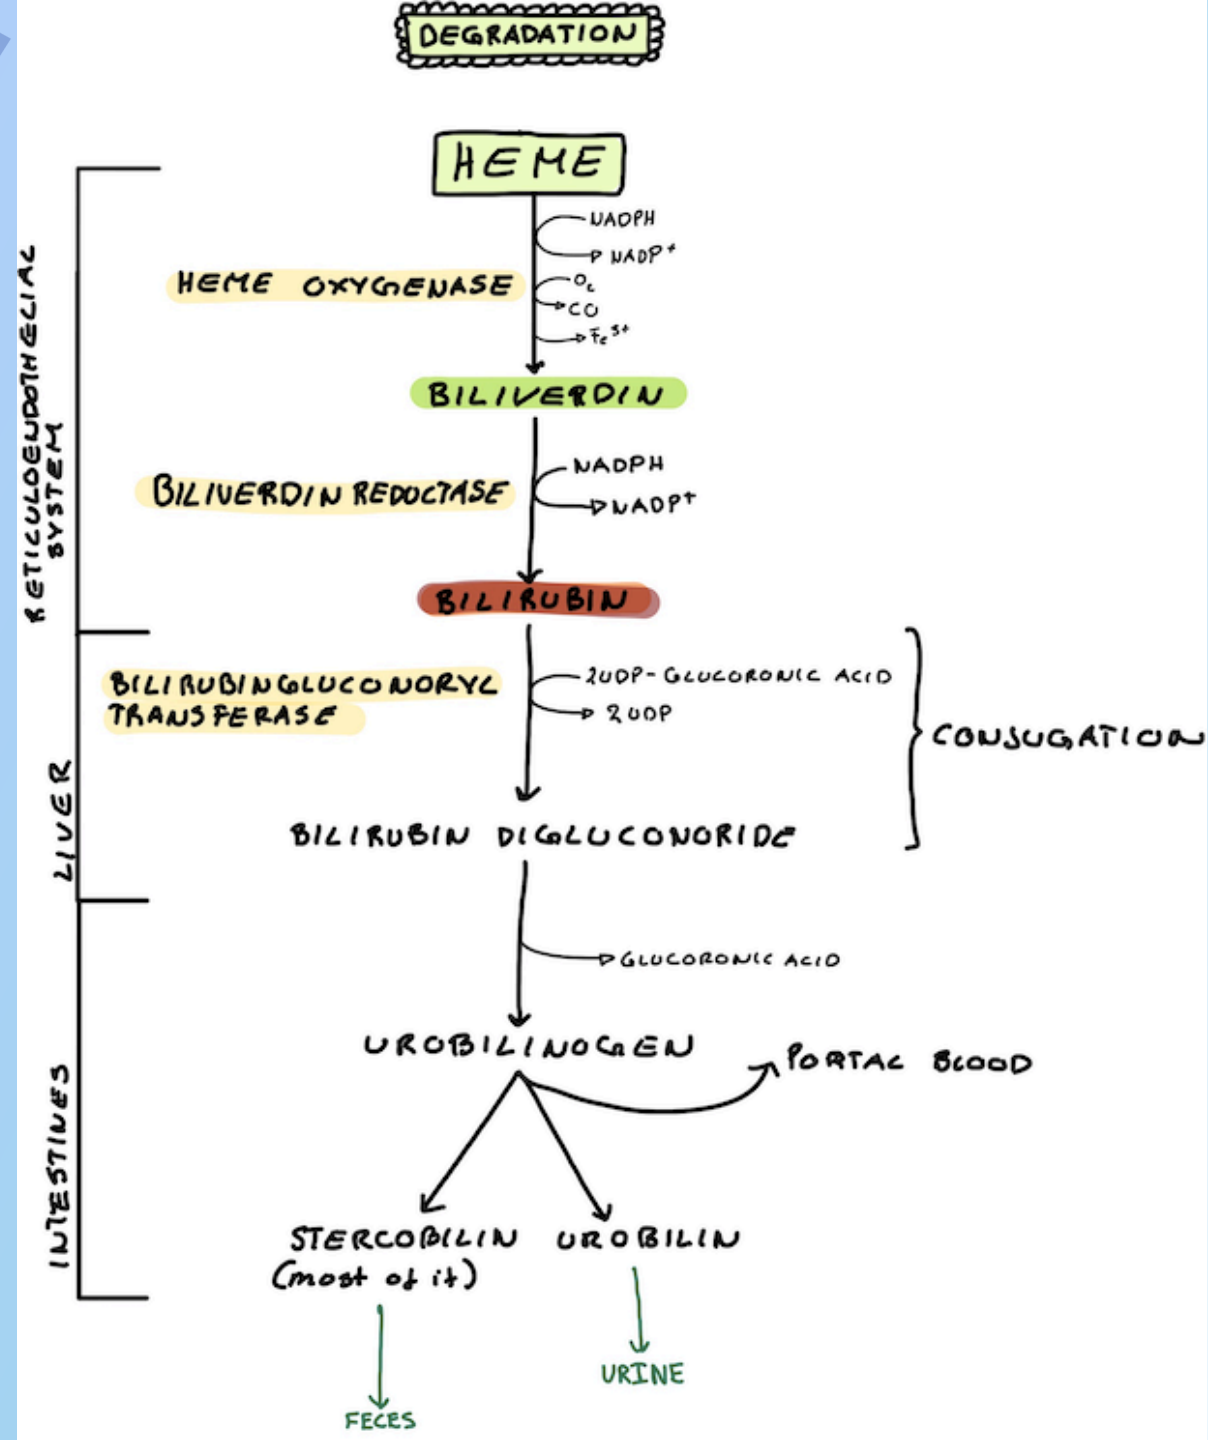 DEGRADATION
HEME
NADPH
NADP+
HEME OXYGENASE
O2
CO
Fe3+
BILIVERDIN
BILIVERDIN REDUCTASE
NADPH
NADP+
BILIRUBIN
RETICULOENDOTHELIAL
SYSTEM
BILIRUBINGLUCONORYL
TRANSFERASE
2UDP-GLUCORONIC ACID
2UDP
CONJUGATION
LIVER
BILIRUBIN DIGLUCONORIDE
GLUCORONIC ACID
UROBILINOGEN
PORTAL BLOOD
INTESTINES
STERCOBILIN
(most of it)
UROBILIN
URINE
FECES